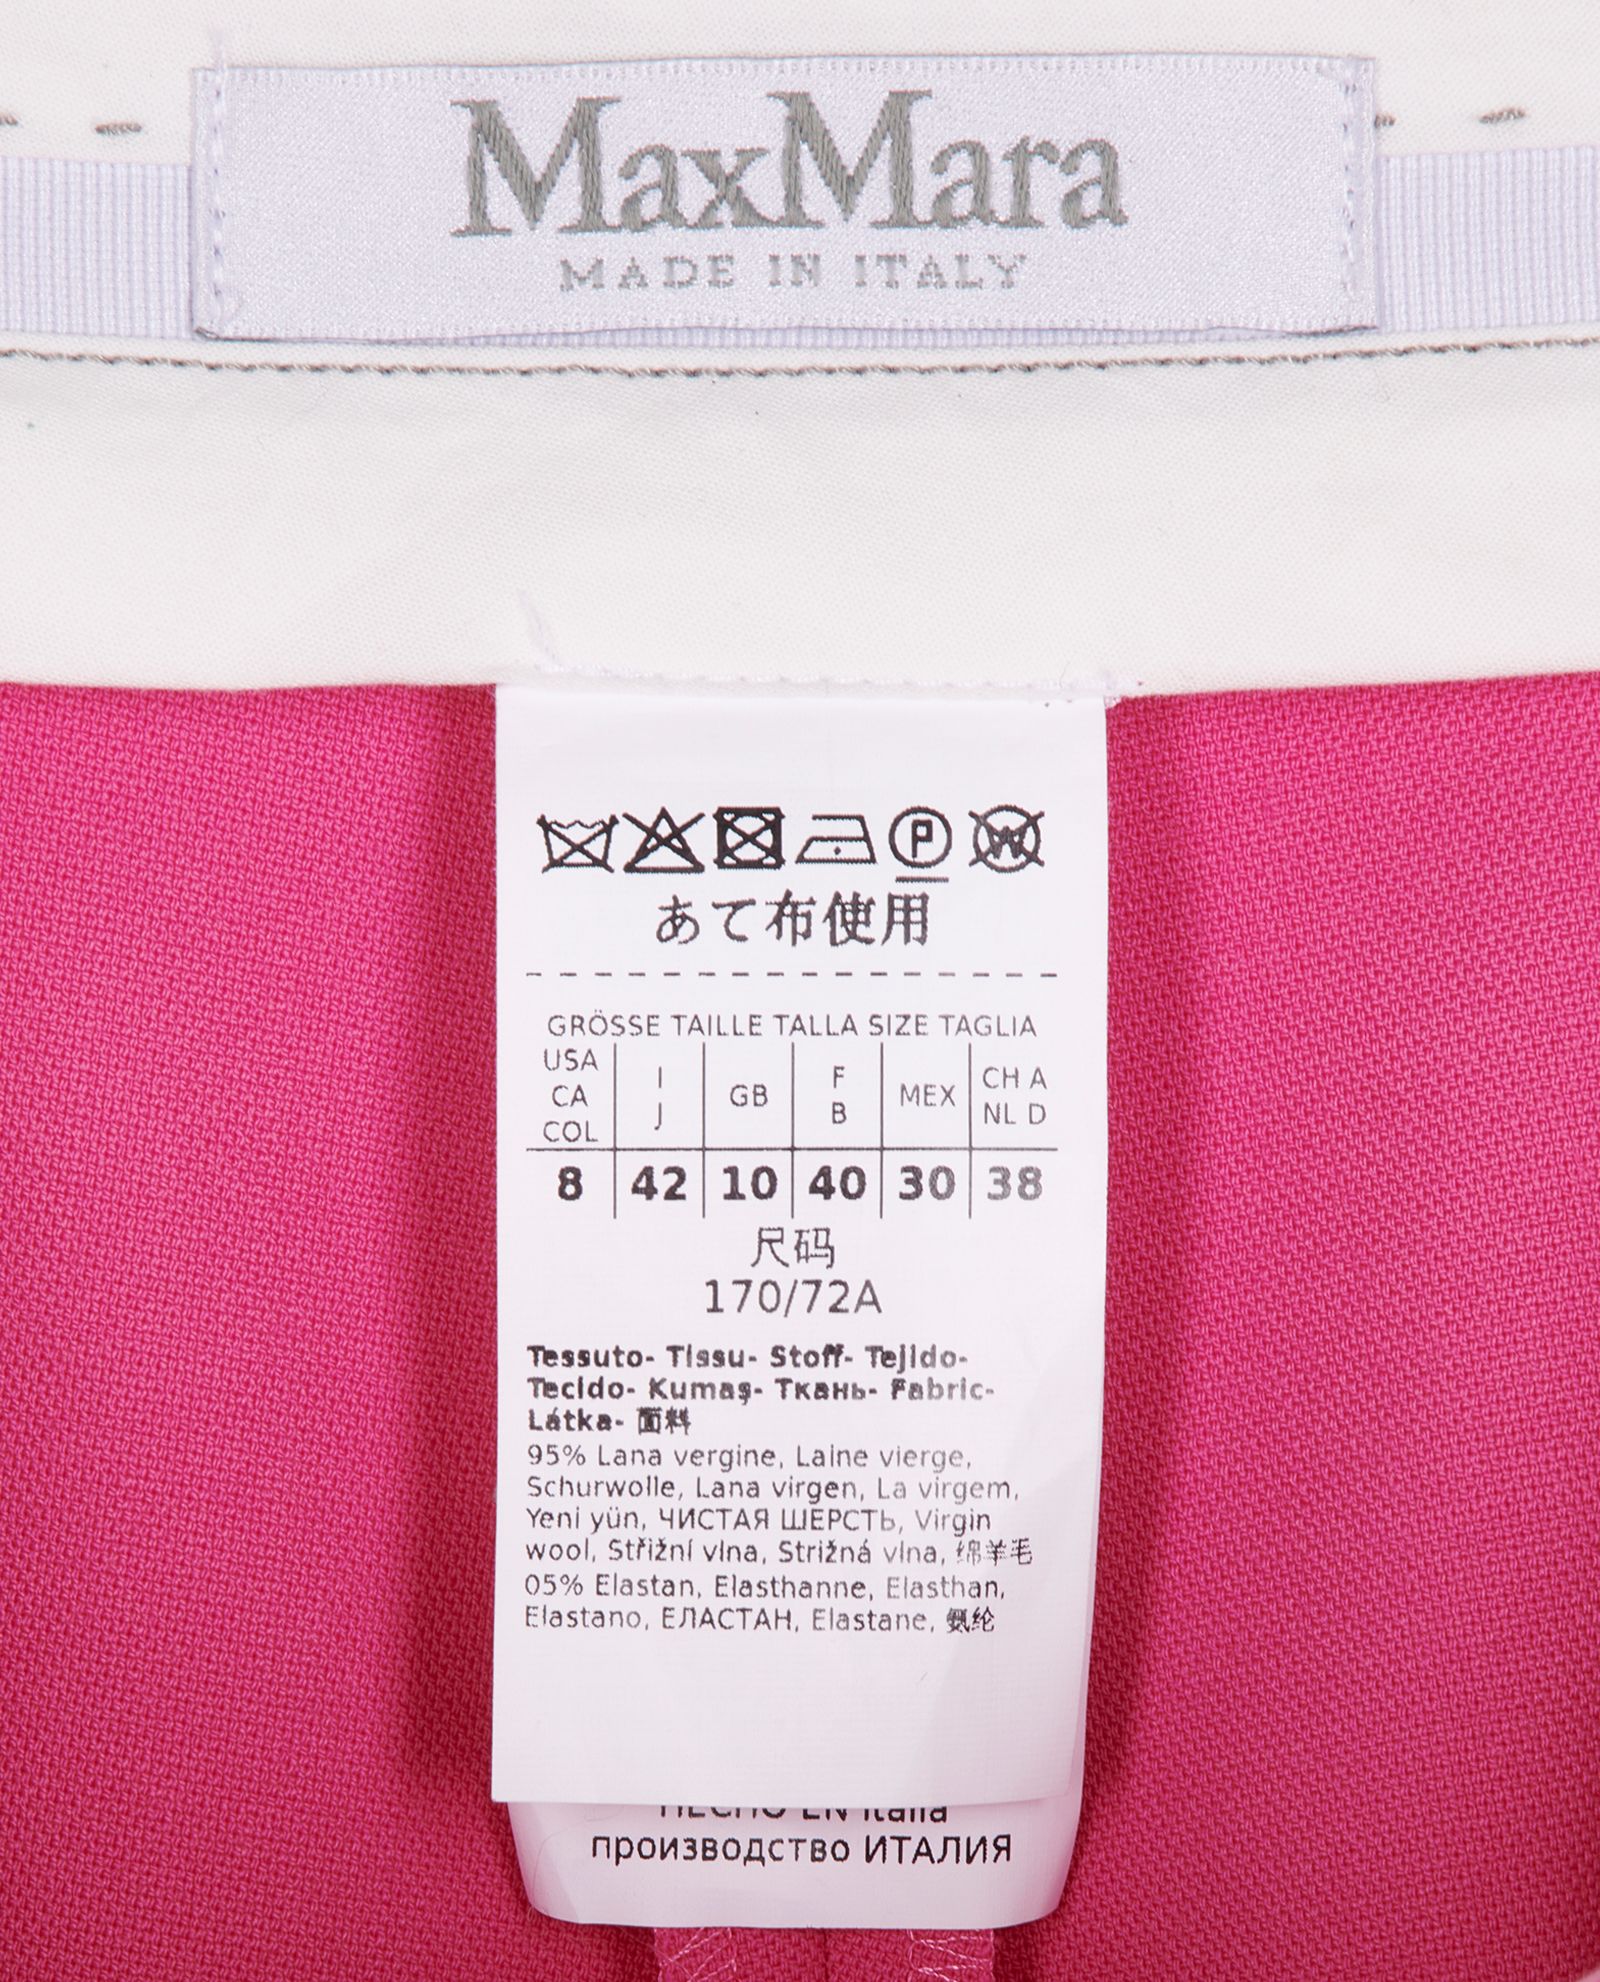 MaxMara
MADE IN ITALY
P W
あて布使用
GRÖSSE TAILLE TALLA SIZE TAGLIA
USA CA COL | I J | GB | F B | MEX | CH A NL D
8 | 42 | 10 | 40 | 30 | 38
尺码
170/72A
Tessuto- Tissu- Stoff- Tejido-
Tecido- Kumaş- Ткань- Fabric-
Látka- 面料
95% Lana vergine, Laine vierge,
Schurwolle, Lana virgen, La virgem,
Yeni yün, ЧИСТАЯ ШЕРСТЬ, Virgin
wool, Střižní vlna, Strižná vlna, 绵羊毛
05% Elastan, Elasthanne, Elasthan,
Elastano, ЕЛАСТАН, Elastane, 氨纶
HECHO EN Italia
производство ИТАЛИЯ